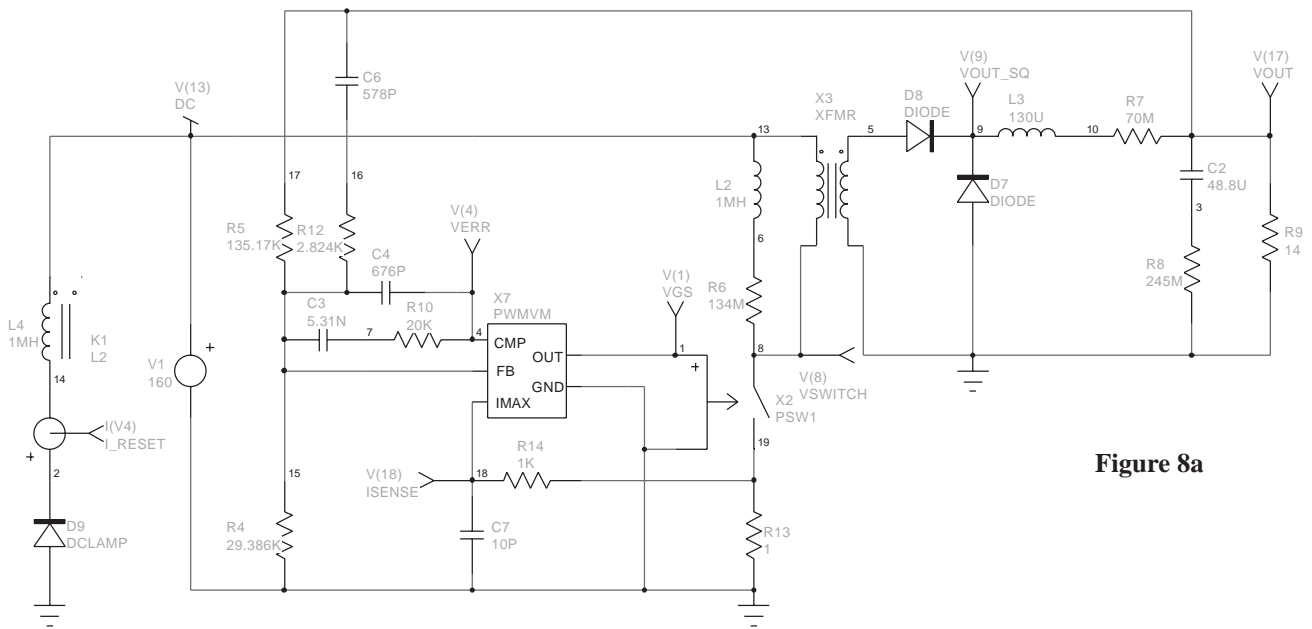 C6
578P
V(13)
DC
V(9)
VOUT_SQ
V(17)
VOUT
X3
XFMR
D8
DIODE
L3
130U
R7
70M
13
5
9
10
17
16
L2
1MH
D7
DIODE
C2
48.8U
3
R5
135.17K
R12
2.824K
V(4)
VERR
6
R9
14
C4
676P
V(1)
VGS
R6
134M
R8
245M
C3
5.31N
R10
20K
X7
PWMVM
L4
1MH
K1
L2
7
4
CMP
OUT
1
8
V1
160
+
+
FB
GND
V(8)
VSWITCH
14
IMAX
X2
PSW1
I(V4)
I_RESET
+
19
R14
1K
Figure 8a
2
15
V(18)
ISENSE
18
D9
DCLAMP
R4
29.386K
C7
10P
R13
1